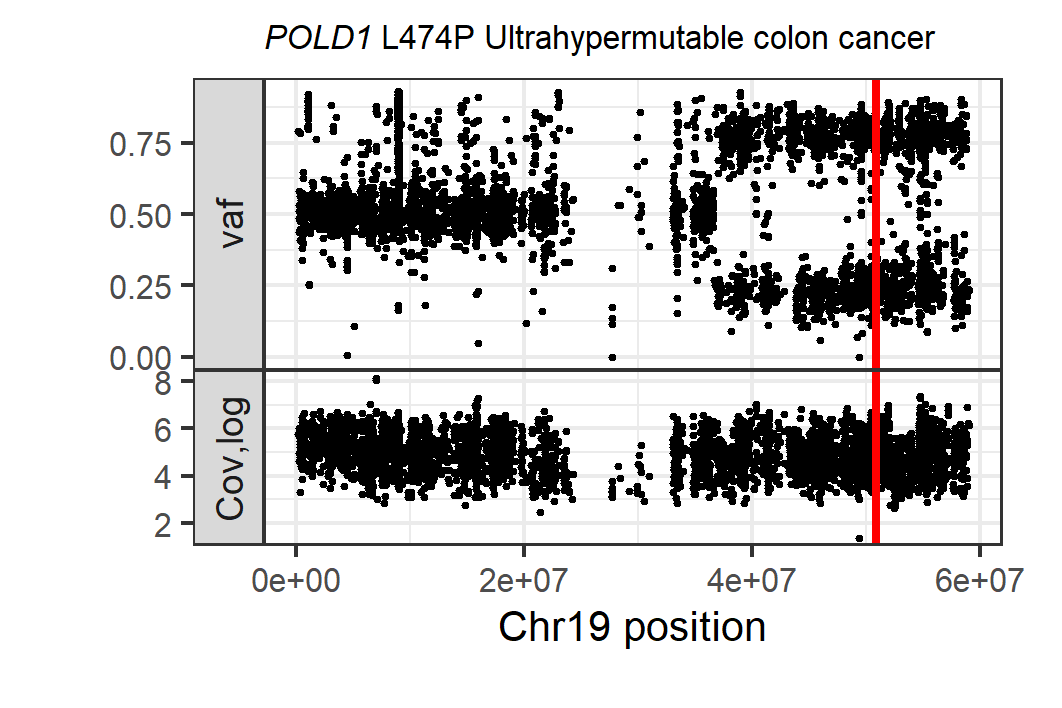 POLD1 L474P Ultrahypermutable colon cancer
vaf
0.75
0.50
0.25
0.00
Cov,log
8
6
4
2
0e+00 2e+07 4e+07 6e+07
Chr19 position